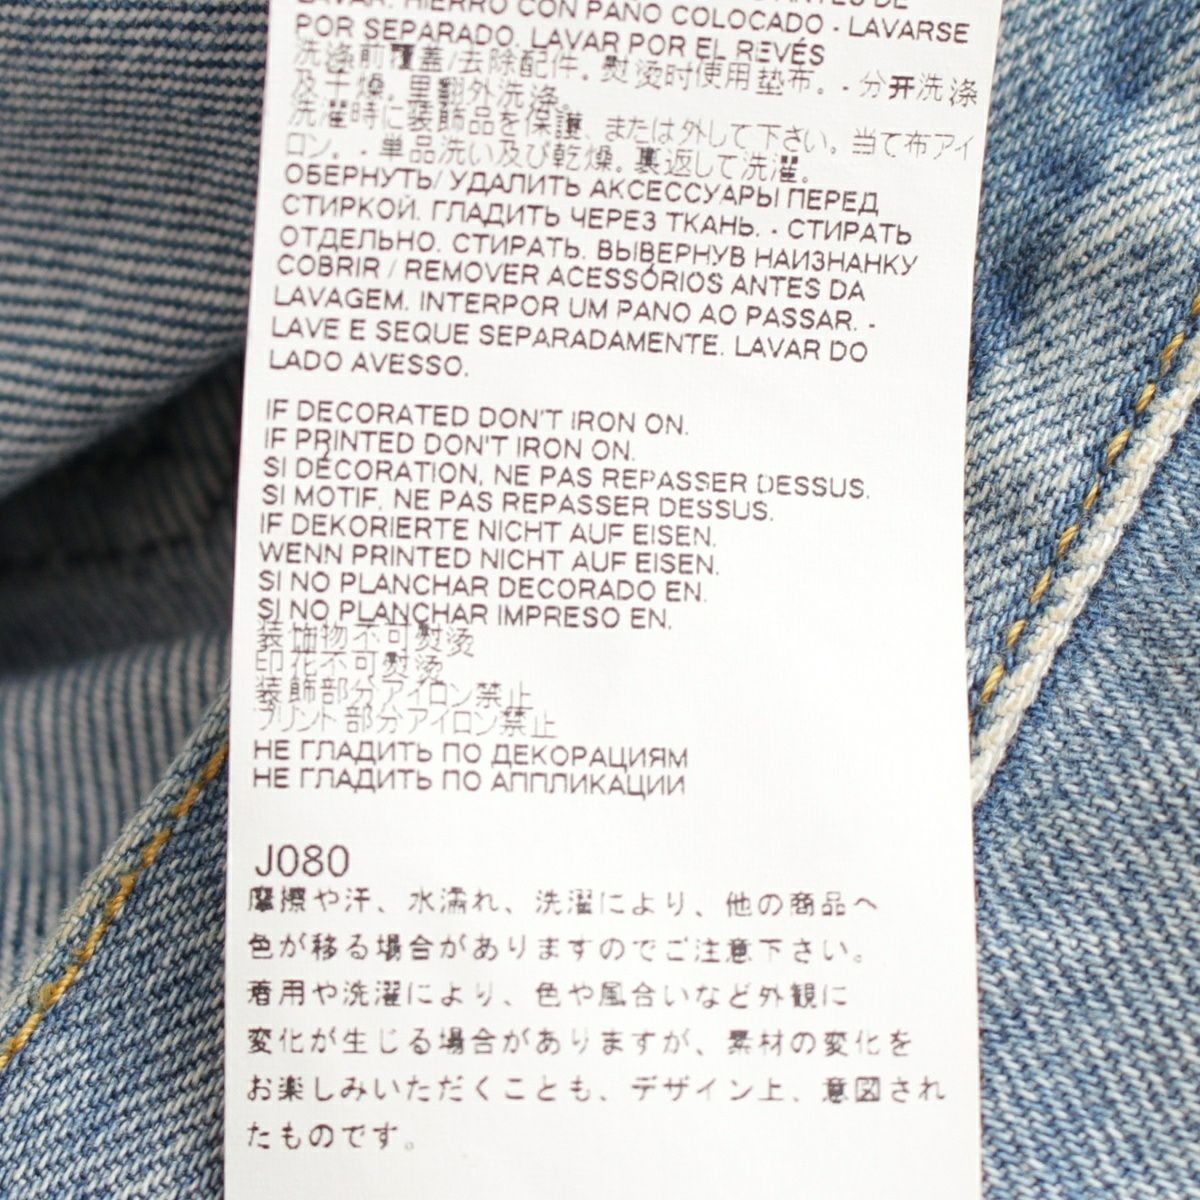 LAVAR. HIERRO CON PAÑO COLOCADO - LAVARSE
POR SEPARADO. LAVAR POR EL REVÉS
洗涤前覆盖/去除配件。熨烫时使用垫布。- 分开洗涤
及干燥。里翻外洗涤。
洗濯時に装飾品を保護、または外して下さい。当て布アイ
ロン。- 単品洗い及び乾燥。裏返して洗濯。
ОБЕРНУТЬ/ УДАЛИТЬ АКСЕССУАРЫ ПЕРЕД
СТИРКОЙ. ГЛАДИТЬ ЧЕРЕЗ ТКАНЬ. - СТИРАТЬ
ОТДЕЛЬНО. СТИРАТЬ. ВЫВЕРНУВ НАИЗНАНКУ
COBRIR / REMOVER ACESSÓRIOS ANTES DA
LAVAGEM. INTERPOR UM PANO AO PASSAR. -
LAVE E SEQUE SEPARADAMENTE. LAVAR DO
LADO AVESSO.
IF DECORATED DON'T IRON ON.
IF PRINTED DON'T IRON ON.
SI DÉCORATION, NE PAS REPASSER DESSUS.
SI MOTIF, NE PAS REPASSER DESSUS.
IF DEKORIERTE NICHT AUF EISEN.
WENN PRINTED NICHT AUF EISEN.
SI NO PLANCHAR DECORADO EN.
SI NO PLANCHAR IMPRESO EN.
装饰物不可熨烫
印花不可熨烫
装飾部分アイロン禁止
プリント部分アイロン禁止
НЕ ГЛАДИТЬ ПО ДЕКОРАЦИЯМ
НЕ ГЛАДИТЬ ПО АППЛИКАЦИИ
J080
摩擦や汗、水濡れ、洗濯により、他の商品へ
色が移る場合がありますのでご注意下さい。
着用や洗濯により、色や風合いなど外観に
変化が生じる場合がありますが、素材の変化を
お楽しみいただくことも、デザイン上、意図され
たものです。